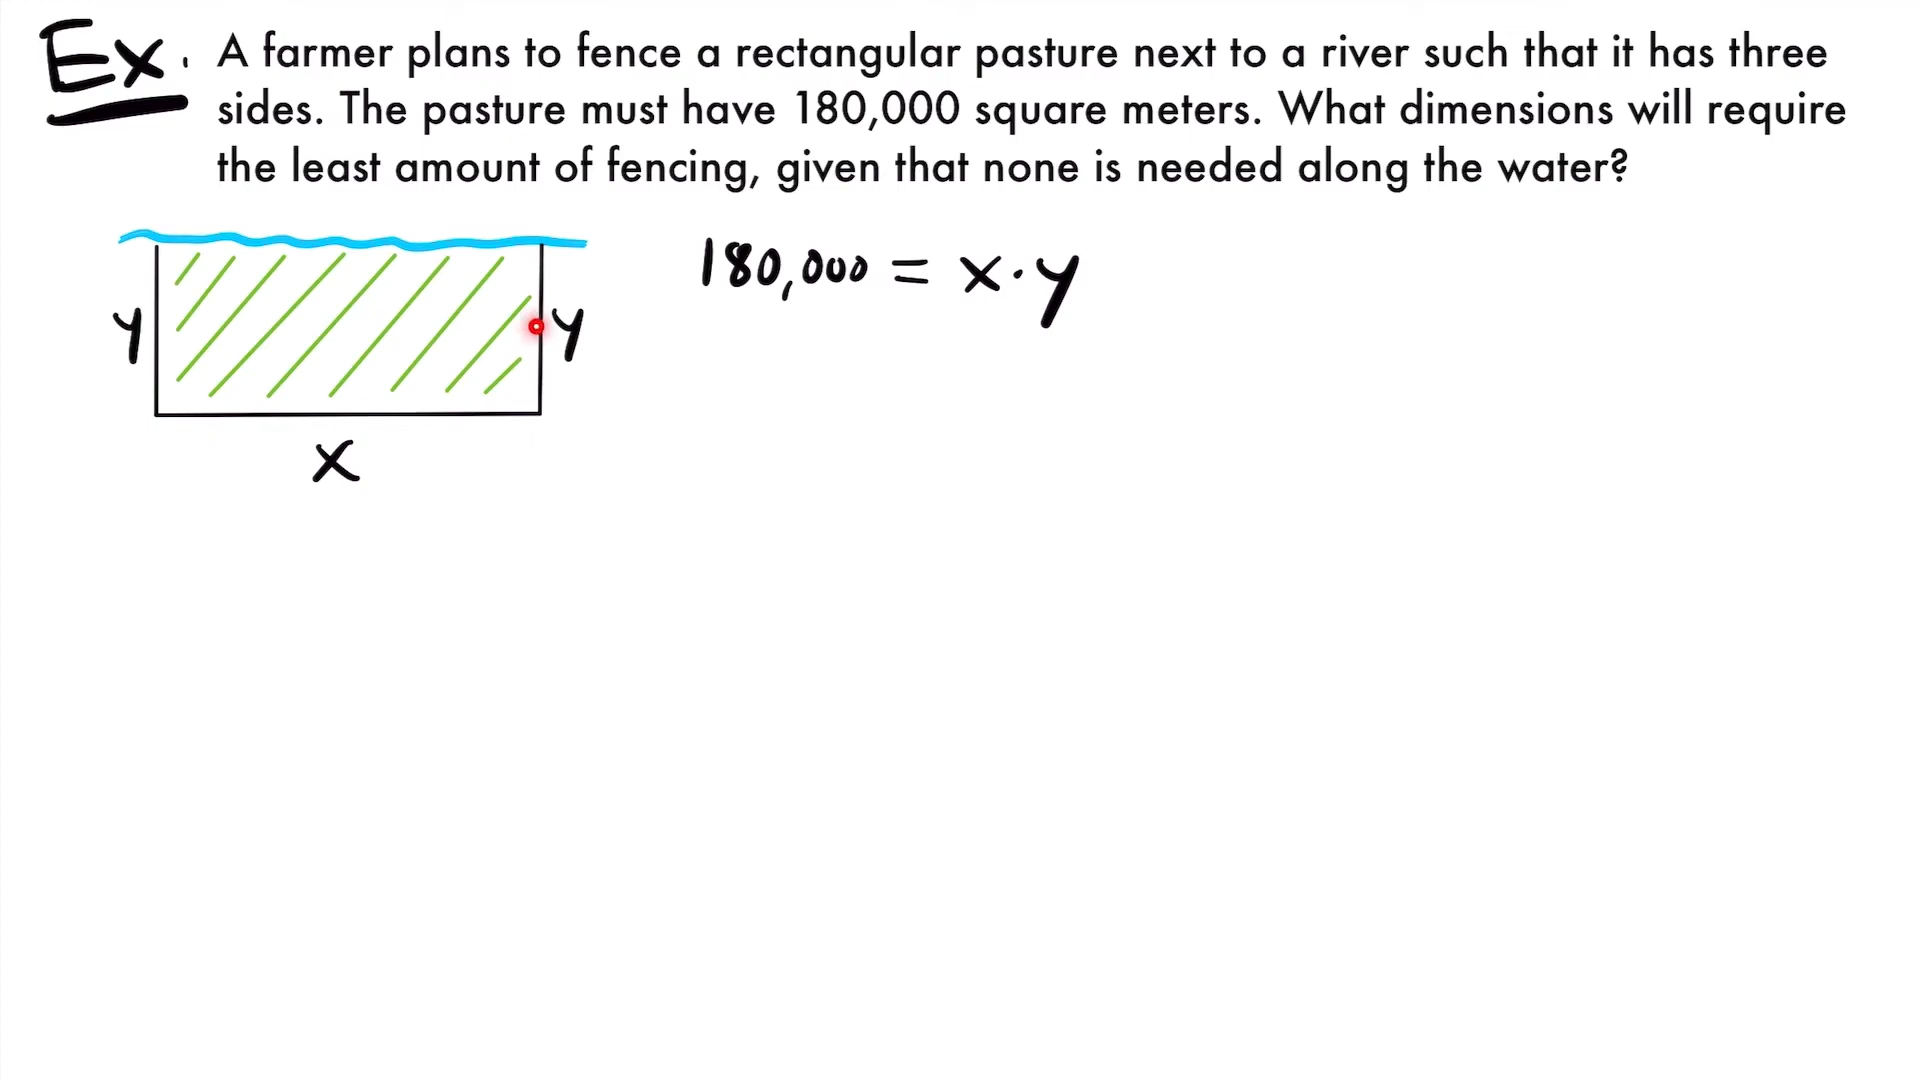 Ex. A farmer plans to fence a rectangular pasture next to a river such that it has three
sides. The pasture must have 180,000 square meters. What dimensions will require
the least amount of fencing, given that none is needed along the water?
180,000 = x · y
y y
x